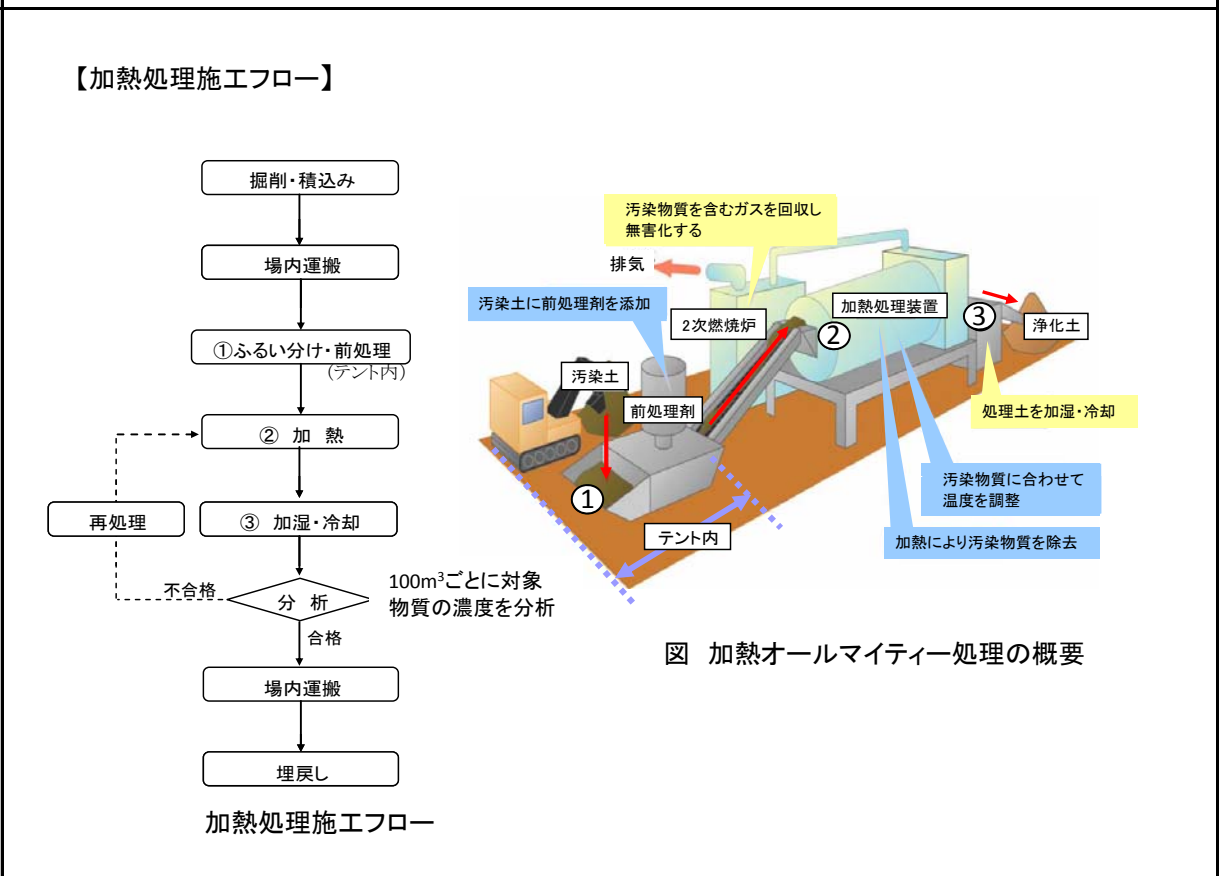 【加熱処理施工フロー】
掘削・積込み
場内運搬
①ふるい分け・前処理
(テント内)
② 加 熱
再処理
③ 加湿・冷却
不合格
分 析
100m³ごとに対象
物質の濃度を分析
合格
場内運搬
埋戻し
加熱処理施工フロー
汚染物質を含むガスを回収し
無害化する
排気
汚染土に前処理剤を添加
2次燃焼炉
加熱処理装置
②
③
浄化土
汚染土
前処理剤
処理土を加湿・冷却
①
汚染物質に合わせて
温度を調整
テント内
加熱により汚染物質を除去
図 加熱オールマイティー処理の概要